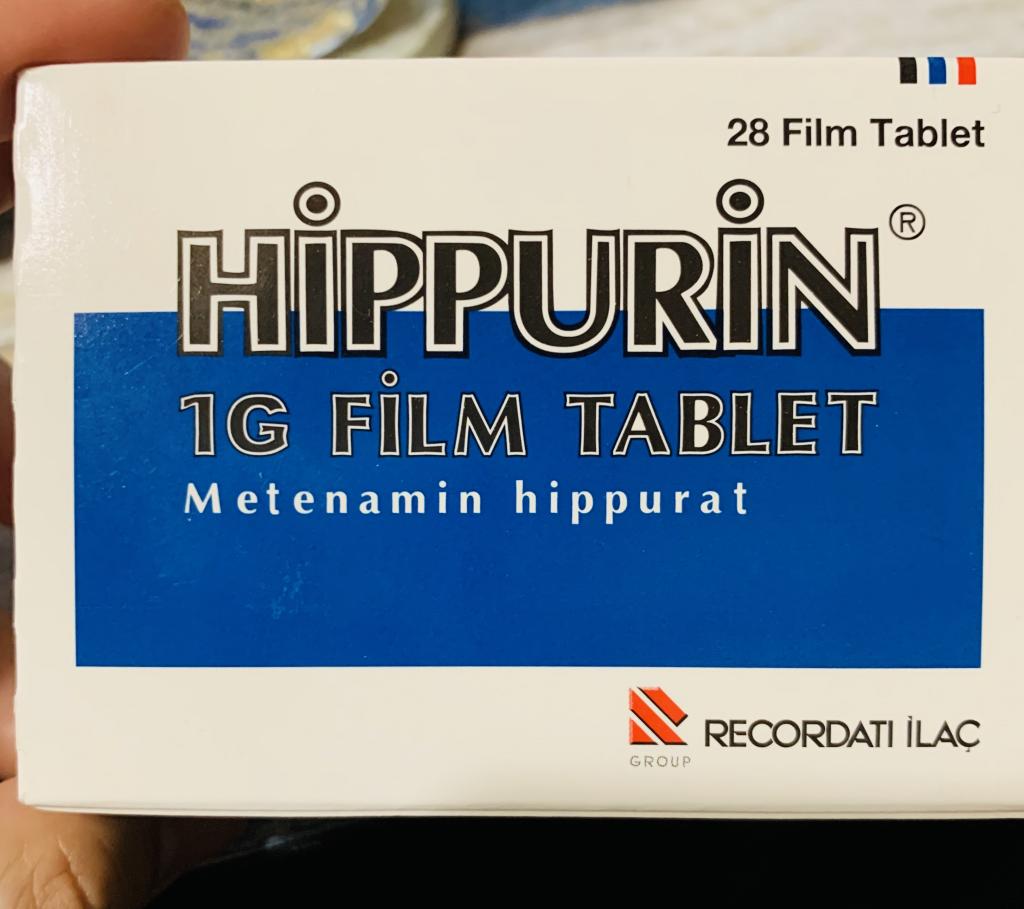 28 Film Tablet
HİPPURİN®
1G FİLM TABLET
Metenamin hippurat
RECORDATI İLAÇ
GROUP